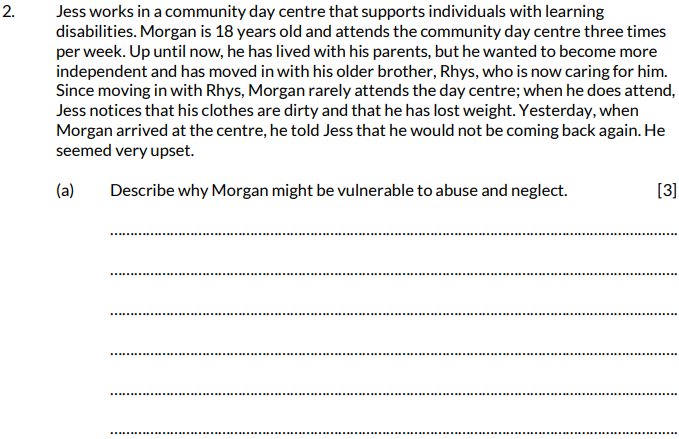 2. Jess works in a community day centre that supports individuals with learning
disabilities. Morgan is 18 years old and attends the community day centre three times
per week. Up until now, he has lived with his parents, but he wanted to become more
independent and has moved in with his older brother, Rhys, who is now caring for him.
Since moving in with Rhys, Morgan rarely attends the day centre; when he does attend,
Jess notices that his clothes are dirty and that he has lost weight. Yesterday, when
Morgan arrived at the centre, he told Jess that he would not be coming back again. He
seemed very upset.
(a) Describe why Morgan might be vulnerable to abuse and neglect. [3]